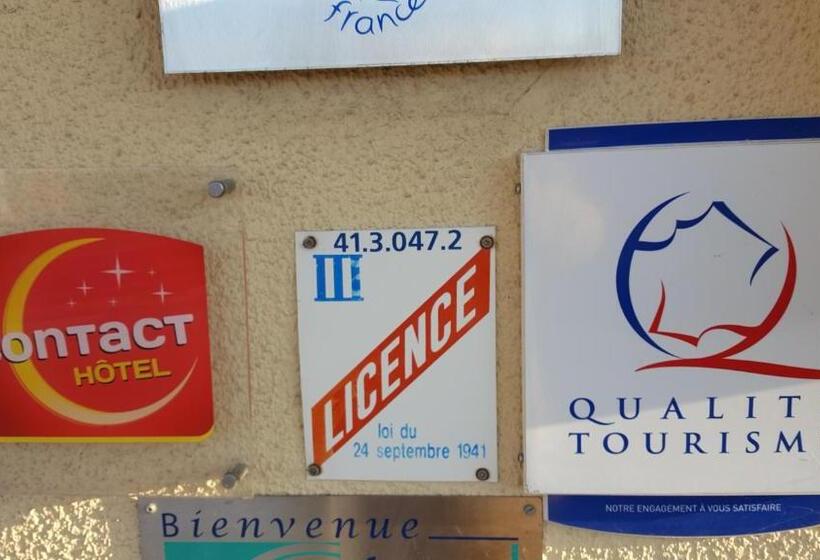 france
41.3.047.2
III
LICENCE
loi du
24 septembre 1941
CONTACT
HÔTEL
QUALIT
TOURISM
NOTRE ENGAGEMENT À VOUS SATISFAIRE
Bienvenue